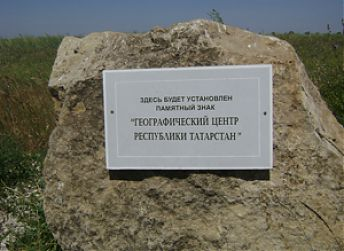 ЗДЕСЬ БУДЕТ УСТАНОВЛЕН
ПАМЯТНЫЙ ЗНАК
"ГЕОГРАФИЧЕСКИЙ ЦЕНТР
РЕСПУБЛИКИ ТАТАРСТАН"